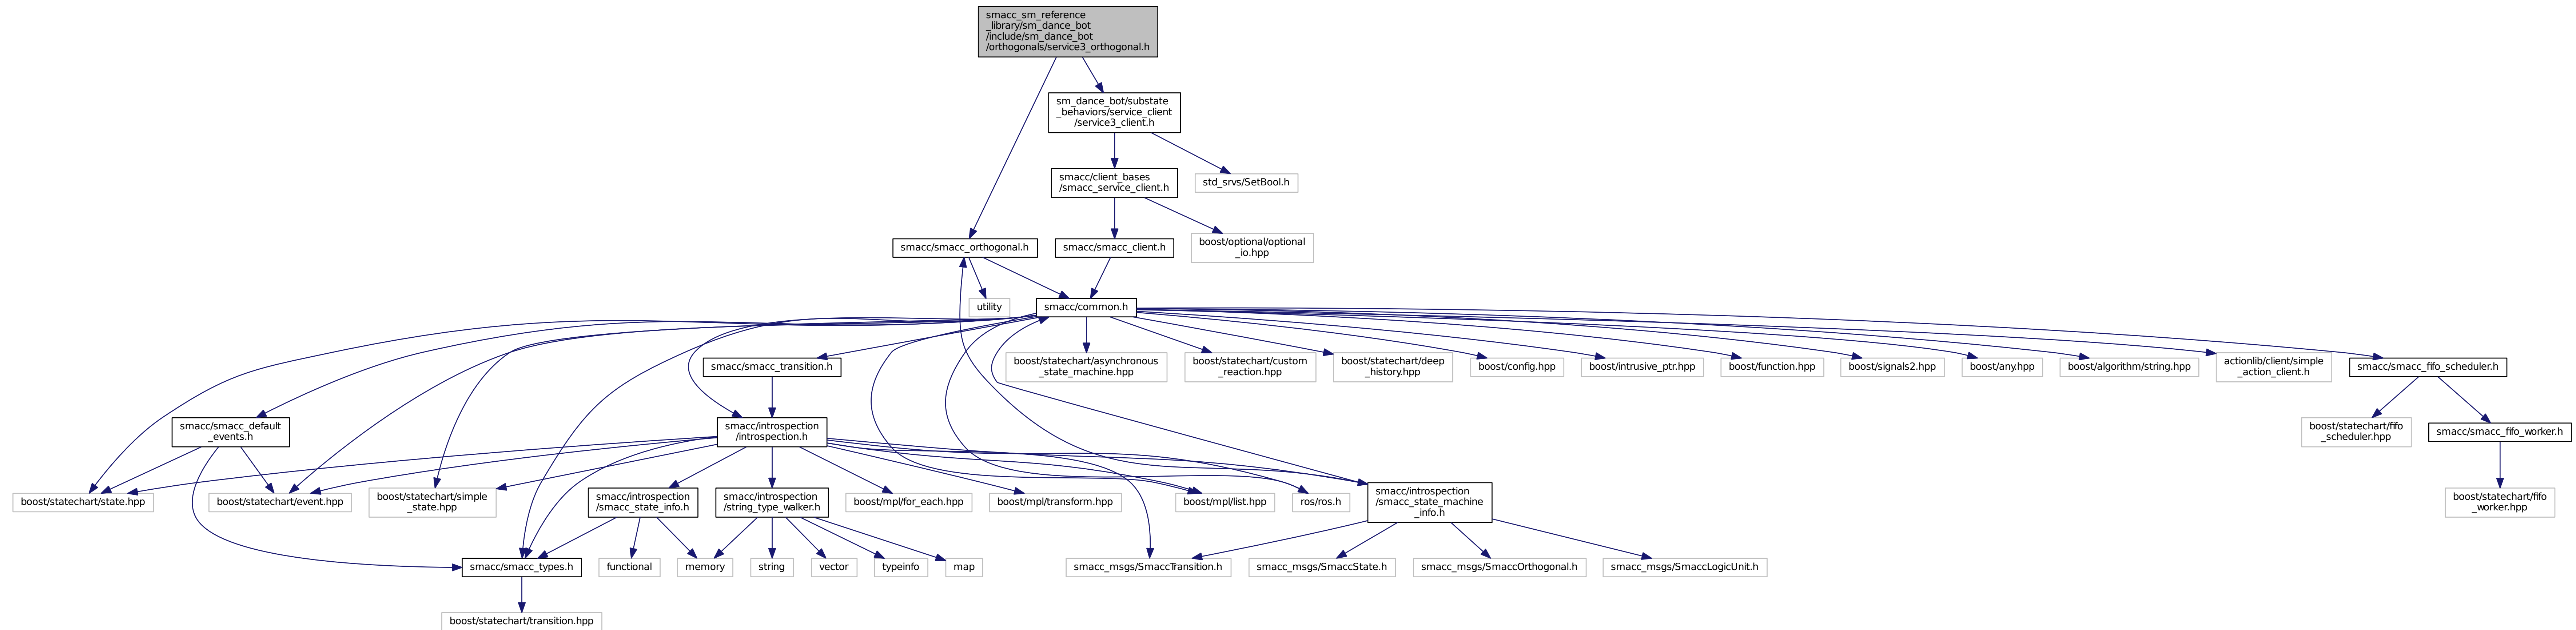 smacc_sm_reference
_library/sm_dance_bot
/include/sm_dance_bot
/orthogonals/service3_orthogonal.h
sm_dance_bot/substate
_behaviors/service_client
/service3_client.h
smacc/client_bases
/smacc_service_client.h
std_srvs/SetBool.h
smacc/smacc_orthogonal.h
smacc/smacc_client.h
boost/optional/optional
_io.hpp
utility
smacc/common.h
smacc/smacc_transition.h
boost/statechart/asynchronous
_state_machine.hpp
boost/statechart/custom
_reaction.hpp
boost/statechart/deep
_history.hpp
boost/config.hpp
boost/intrusive_ptr.hpp
boost/function.hpp
boost/signals2.hpp
boost/any.hpp
boost/algorithm/string.hpp
actionlib/client/simple
_action_client.h
smacc/smacc_fifo_scheduler.h
smacc/smacc_default
_events.h
smacc/introspection
/introspection.h
boost/statechart/fifo
_scheduler.hpp
smacc/smacc_fifo_worker.h
boost/statechart/state.hpp
boost/statechart/event.hpp
boost/statechart/simple
_state.hpp
smacc/introspection
/smacc_state_info.h
smacc/introspection
/string_type_walker.h
boost/mpl/for_each.hpp
boost/mpl/transform.hpp
boost/mpl/list.hpp
ros/ros.h
smacc/introspection
/smacc_state_machine
_info.h
boost/statechart/fifo
_worker.hpp
smacc/smacc_types.h
functional
memory
string
vector
typeinfo
map
smacc_msgs/SmaccTransition.h
smacc_msgs/SmaccState.h
smacc_msgs/SmaccOrthogonal.h
smacc_msgs/SmaccLogicUnit.h
boost/statechart/transition.hpp